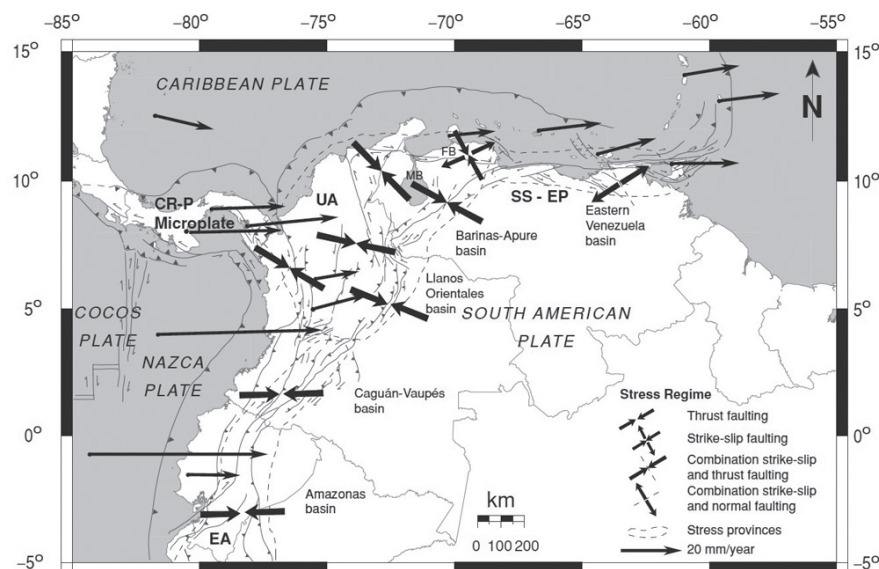 −85° −80° −75° −70° −65° −60° −55°
15° 15°
CARIBBEAN PLATE
N
FB
MB
10° 10°
UA
SS - EP
CR-P
Microplate
Eastern
Venezuela
basin
Barinas-Apure
basin
Llanos
Orientales
basin
5° 5°
COCOS
PLATE
SOUTH AMERICAN
PLATE
NAZCA
PLATE
Caguán-Vaupés
basin
Stress Regime
Thrust faulting
Strike-slip faulting
Combination strike-slip
and thrust faulting
Combination strike-slip
and normal faulting
Stress provinces
20 mm/year
0° 0°
Amazonas
basin
km
0 100 200
EA
−5° −5°